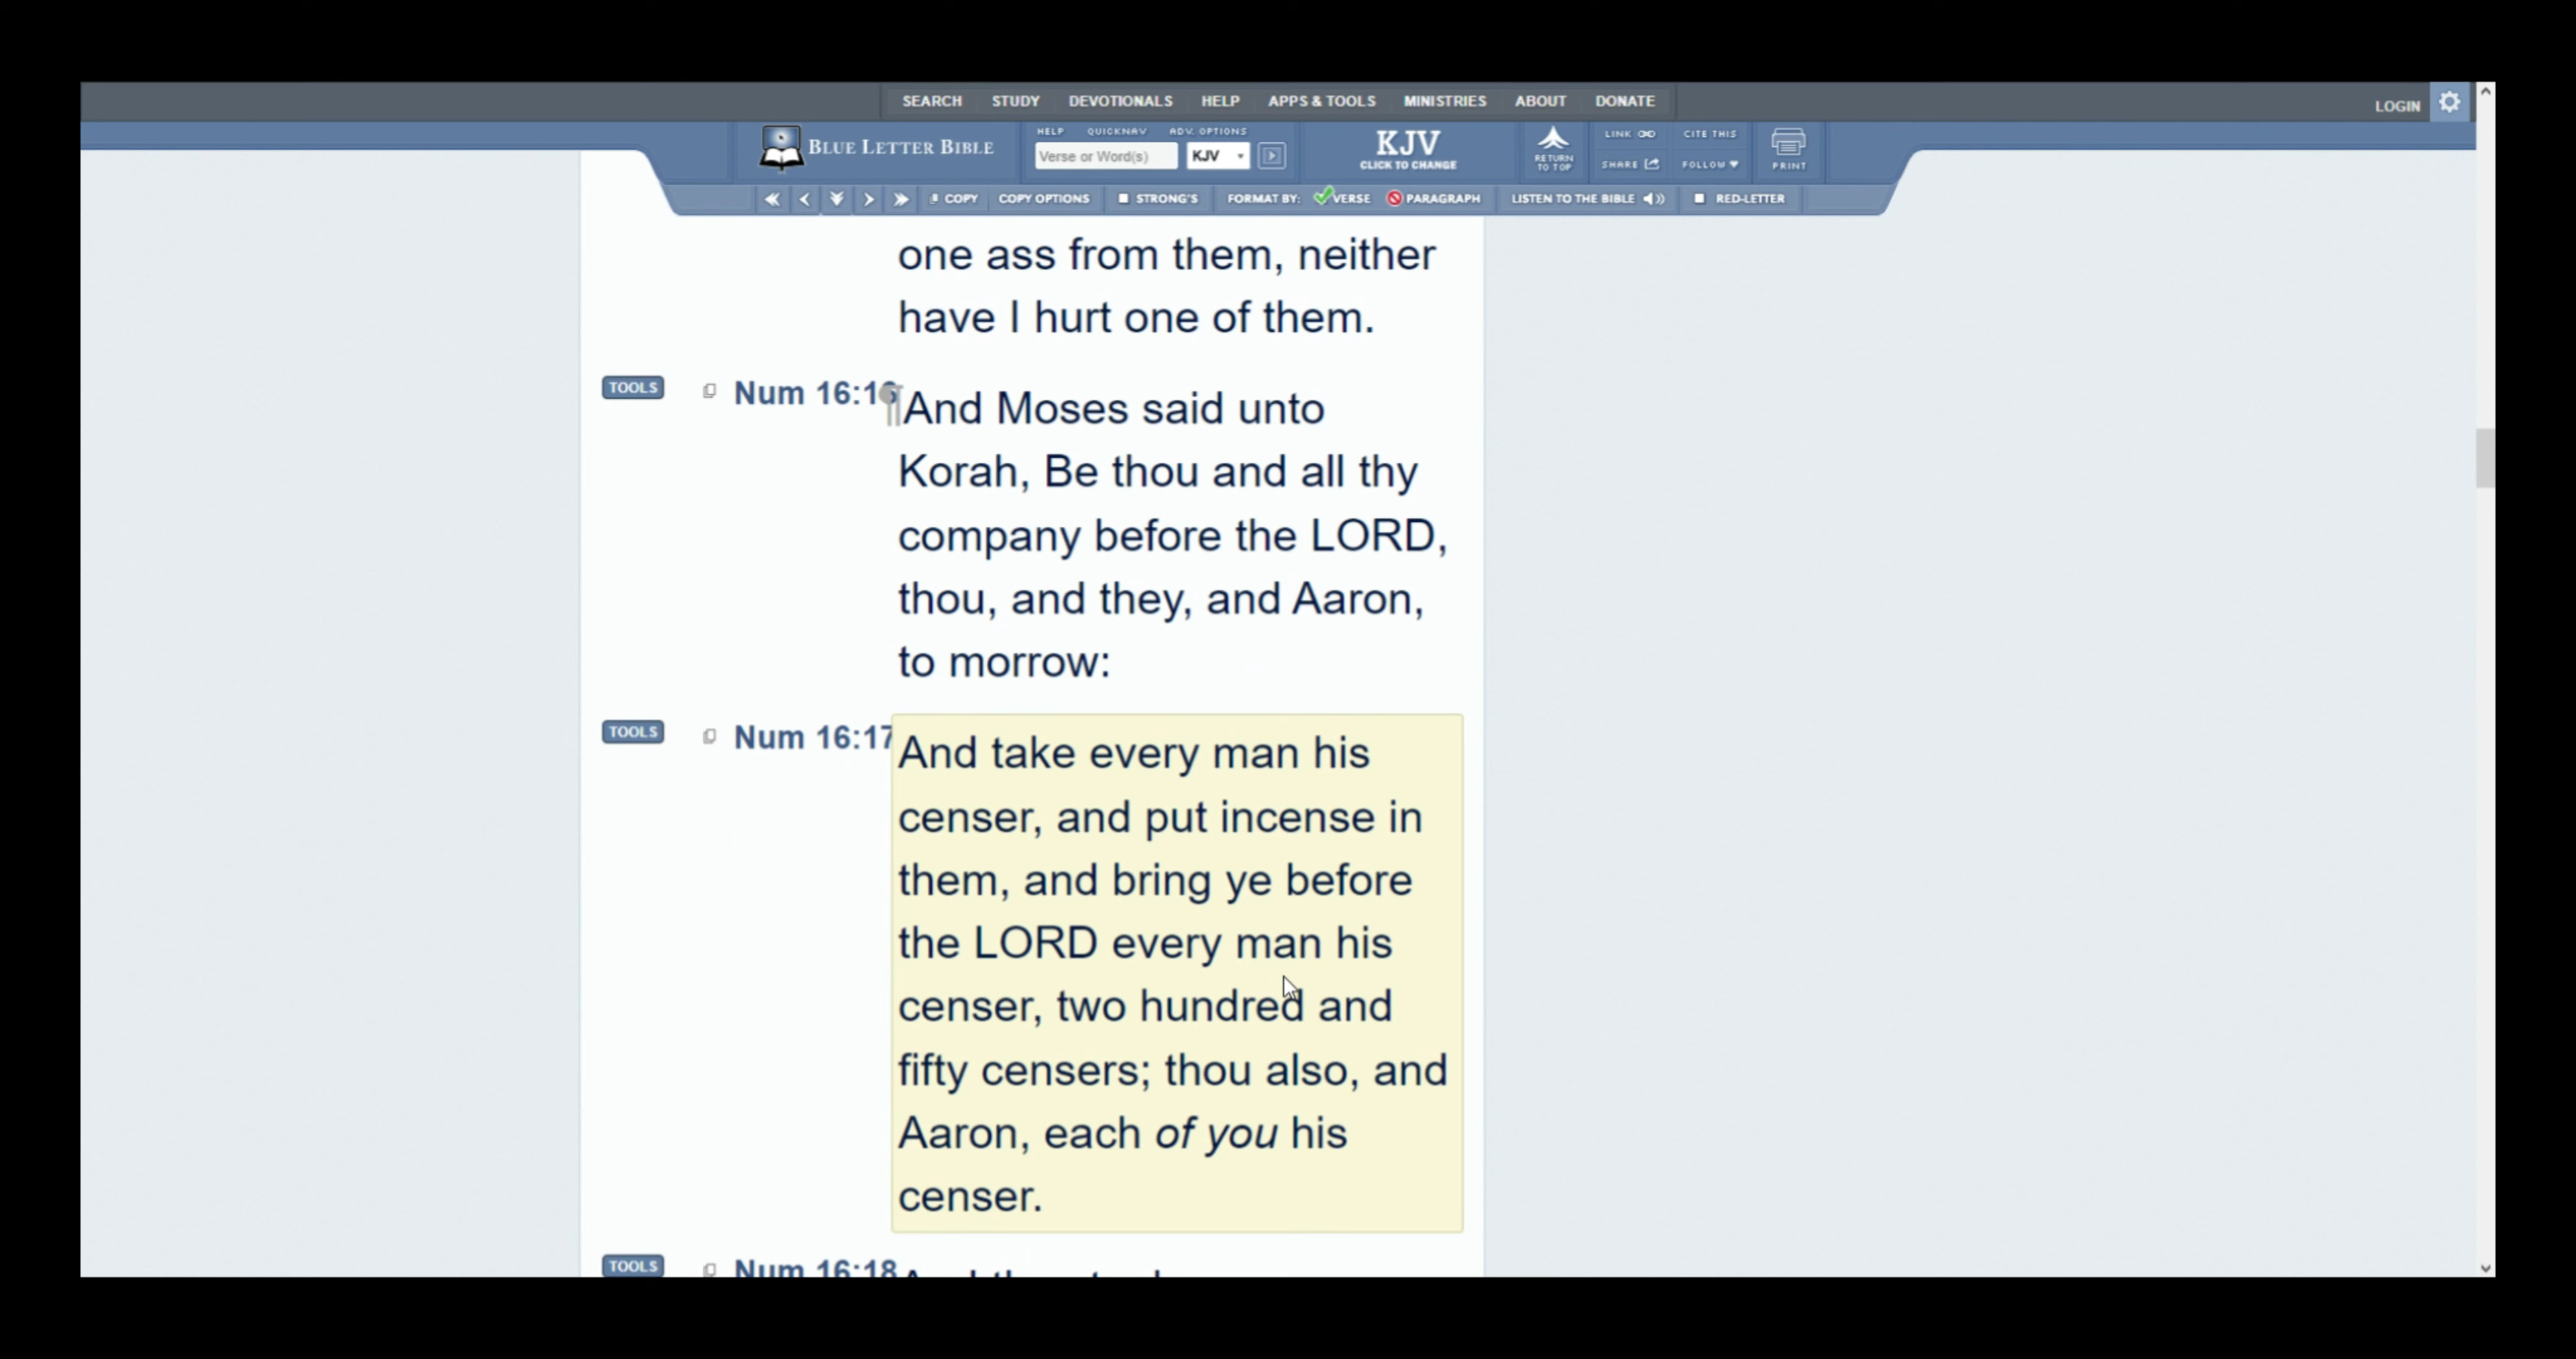 SEARCH STUDY DEVOTIONALS HELP APPS & TOOLS MINISTRIES ABOUT DONATE
LOGIN
BLUE LETTER BIBLE
HELP QUICKNAV ADV. OPTIONS
Verse or Word(s) KJV
KJV
CLICK TO CHANGE
RETURN
TO TOP
LINK CITE THIS
SHARE FOLLOW
PRINT
COPY COPY OPTIONS STRONG'S FORMAT BY: VERSE PARAGRAPH LISTEN TO THE BIBLE RED-LETTER
one ass from them, neither
have I hurt one of them.
TOOLS Num 16:16 ¶And Moses said unto
Korah, Be thou and all thy
company before the LORD,
thou, and they, and Aaron,
to morrow:
TOOLS Num 16:17 And take every man his
censer, and put incense in
them, and bring ye before
the LORD every man his
censer, two hundred and
fifty censers; thou also, and
Aaron, each of you his
censer.
TOOLS Num 16:18